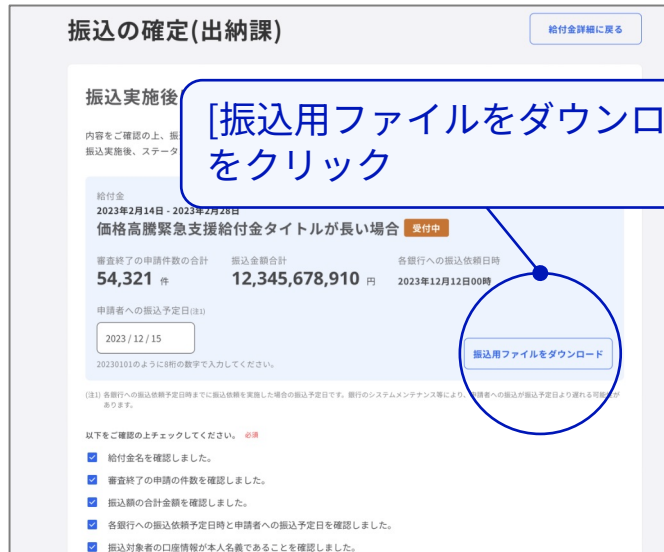 振込の確定(出納課)
給付金詳細に戻る
振込実施後
[振込用ファイルをダウンロ
をクリック
内容をご確認の上、振
振込実施後、ステータ
給付金
2023年2月14日 - 2023年2月28日
価格高騰緊急支援給付金タイトルが長い場合 受付中
審査終了の申請件数の合計 振込金額合計 各銀行への振込依頼日時
54,321 件 12,345,678,910 円 2023年12月12日00時
申請者への振込予定日(注1)
2023 / 12 / 15
振込用ファイルをダウンロード
20230101のように8桁の数字で入力してください。
(注1) 各銀行への振込依頼予定日時までに振込依頼を実施した場合の振込予定日です。銀行のシステムメンテナンス等により、申請者への振込が振込予定日より遅れる可能性が
あります。
以下をご確認の上チェックしてください。 必須
給付金名を確認しました。
審査終了の申請の件数を確認しました。
振込額の合計金額を確認しました。
各銀行への振込依頼予定日時と申請者への振込予定日を確認しました。
振込対象者の口座情報が本人名義であることを確認しました。